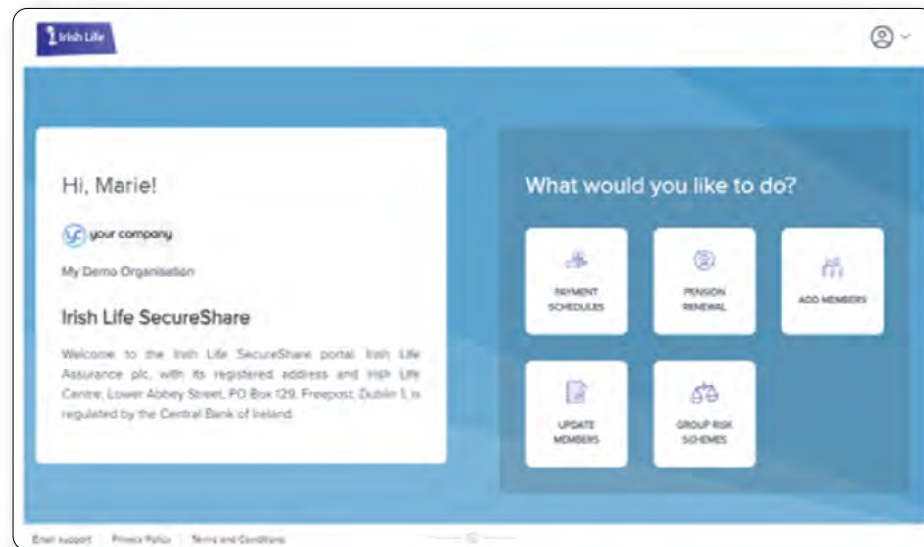 Irish Life
Hi, Marie!
yc your company
My Demo Organisation
Irish Life SecureShare
Welcome to the Irish Life SecureShare portal. Irish Life
Assurance plc, with its registered address and Irish Life
Centre, Lower Abbey Street, PO Box 129, Freepost, Dublin 1, is
regulated by the Central Bank of Ireland.
What would you like to do?
PAYMENT
SCHEDULES
PENSION
RENEWAL
ADD MEMBERS
UPDATE
MEMBERS
GROUP RISK
SCHEMES
Email support
Privacy Policy
Terms and Conditions